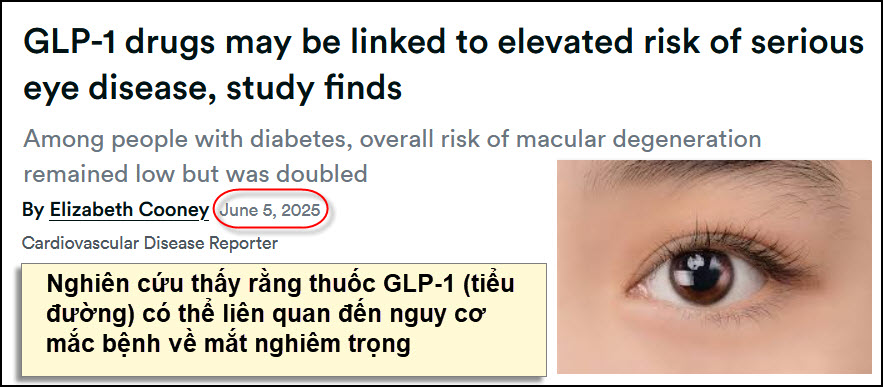 GLP-1 drugs may be linked to elevated risk of serious
eye disease, study finds
Among people with diabetes, overall risk of macular degeneration
remained low but was doubled
By Elizabeth Cooney June 5, 2025
Cardiovascular Disease Reporter
Nghiên cứu thấy rằng thuốc GLP-1 (tiểu
đường) có thể liên quan đến nguy cơ
mắc bệnh về mắt nghiêm trọng